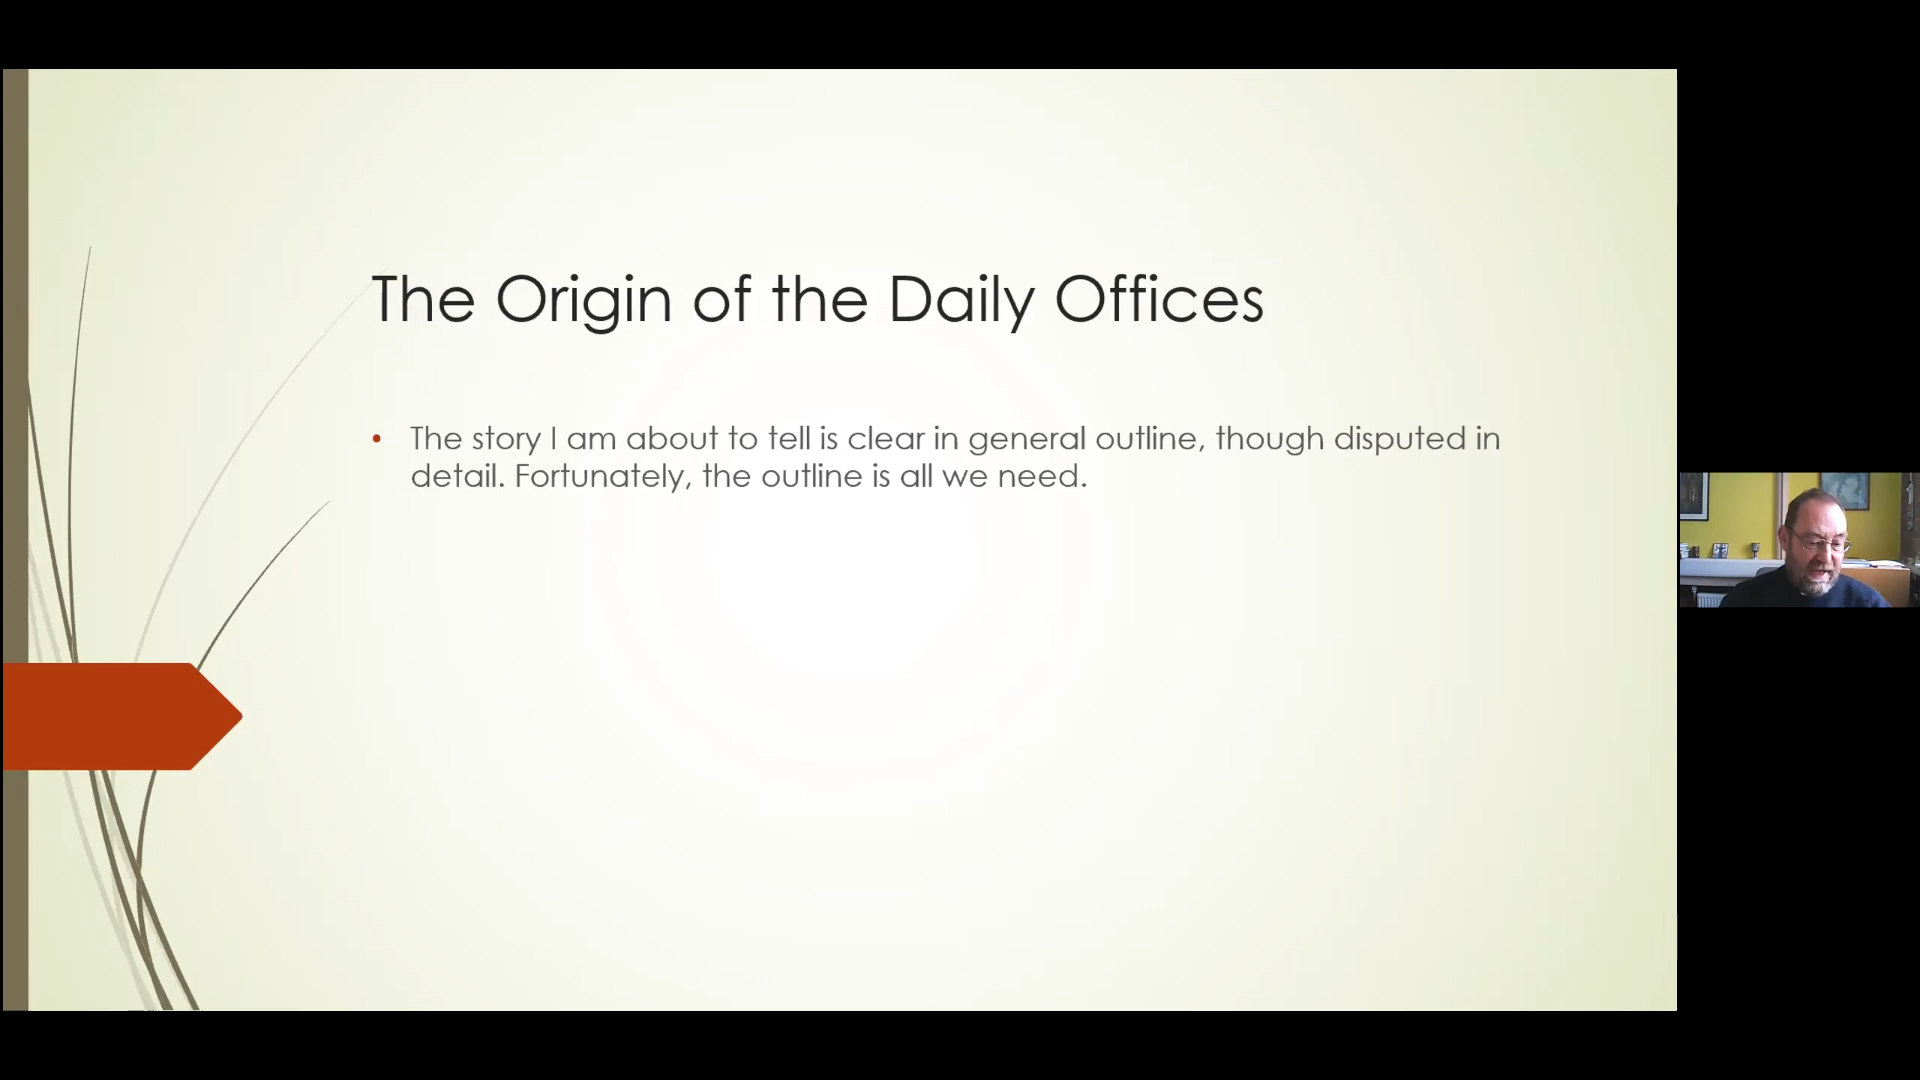 The Origin of the Daily Offices
• The story I am about to tell is clear in general outline, though disputed in
detail. Fortunately, the outline is all we need.